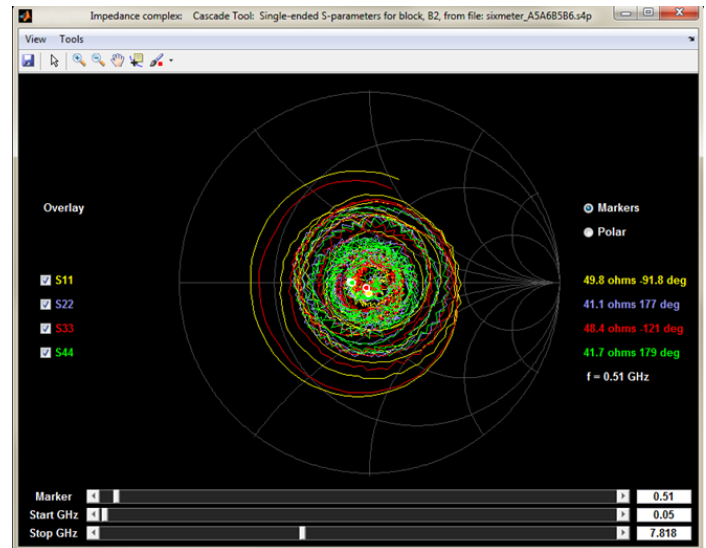 Impedance complex: Cascade Tool: Single-ended S-parameters for block, B2, from file: sixmeter_A5A6B5B6.s4p
View Tools
Overlay
Markers
Polar
S11
49.8 ohms -91.8 deg
S22
41.1 ohms 177 deg
S33
48.4 ohms -121 deg
S44
41.7 ohms 179 deg
f = 0.51 GHz
Marker 0.51
Start GHz 0.05
Stop GHz 7.818